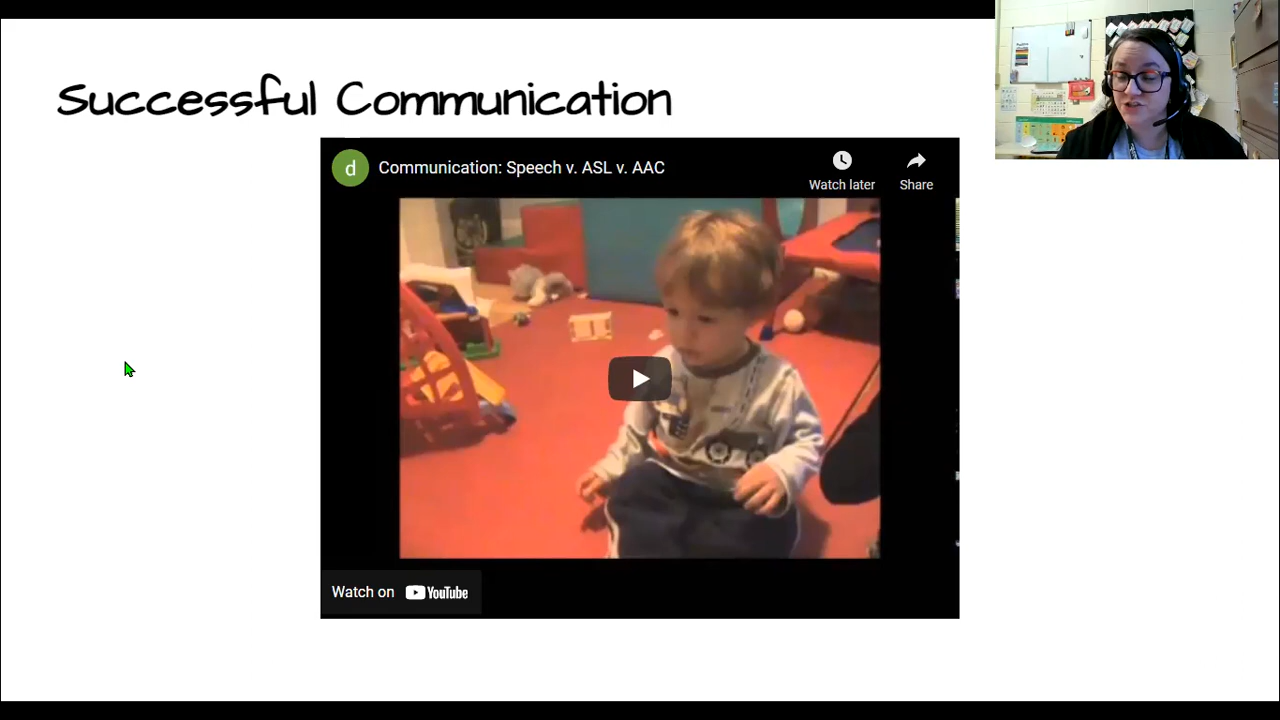 Successful Communication
d
Communication: Speech v. ASL v. AAC
Watch later
Share
Watch on YouTube